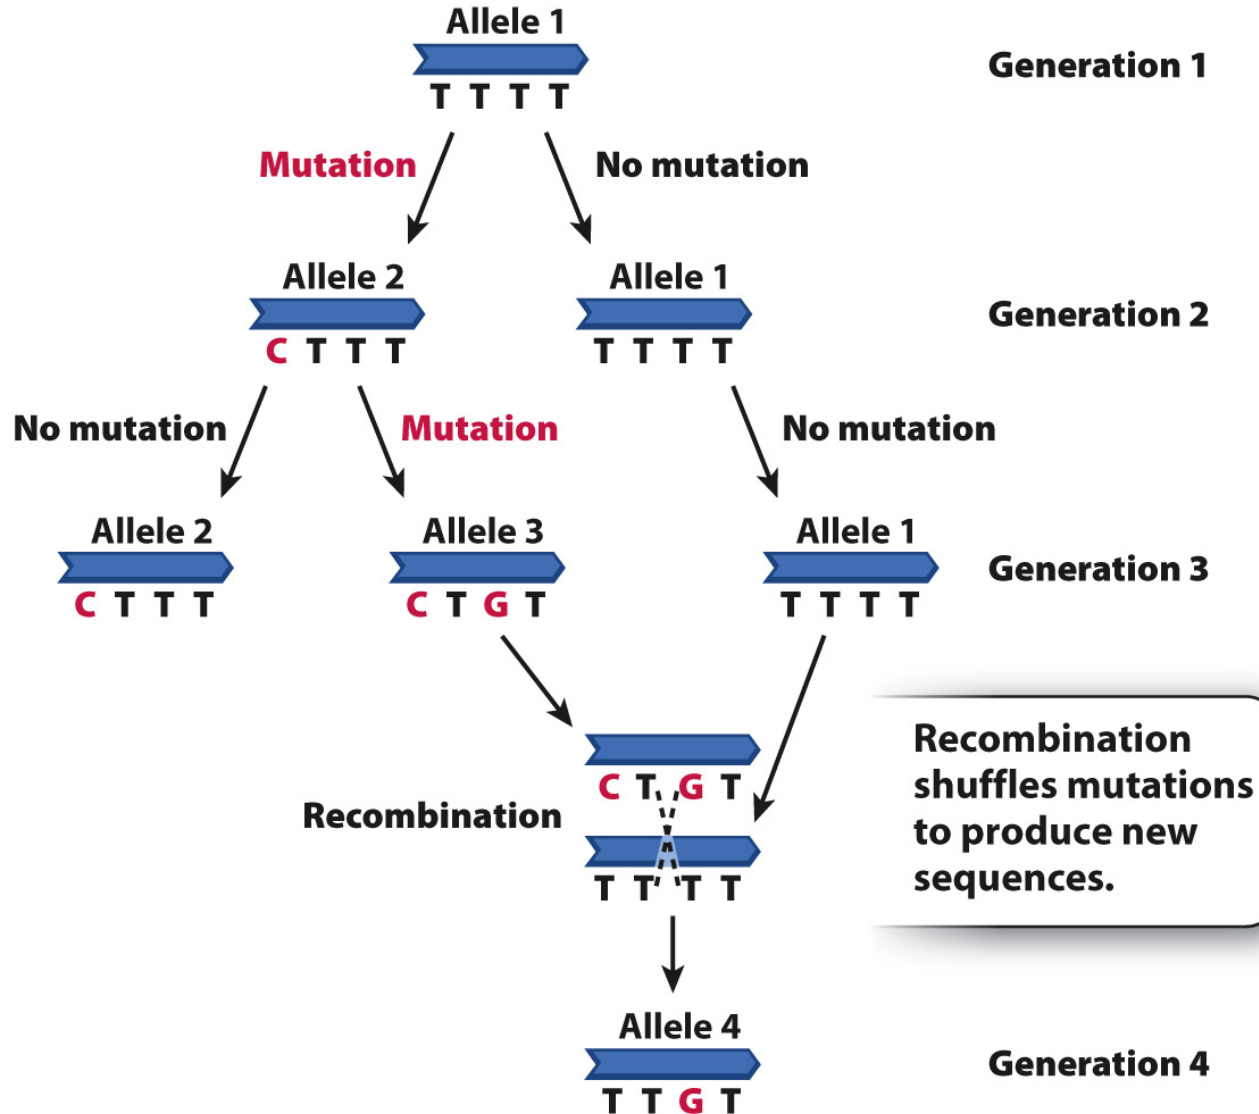 Allele 1
Generation 1
T T T T
Mutation
No mutation
Allele 2
Allele 1
Generation 2
C T T T
T T T T
No mutation
Mutation
No mutation
Allele 2
Allele 3
Allele 1
Generation 3
C T T T
C T G T
T T T T
Recombination
shuffles mutations
to produce new
sequences.
C T G T
Recombination
T T T T
Allele 4
Generation 4
T T G T